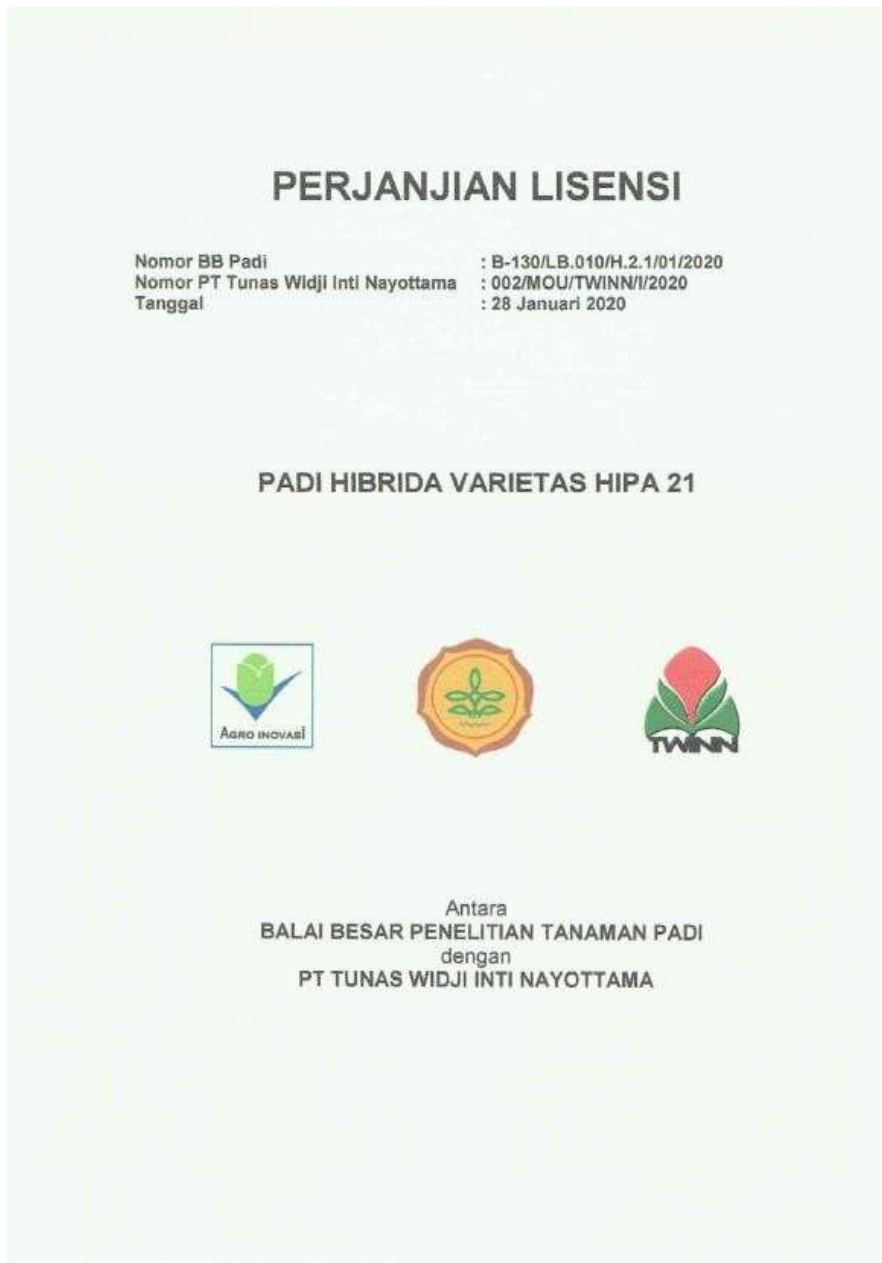 PERJANJIAN LISENSI
Nomor BB Padi : B-130/LB.010/H.2.1/01/2020
Nomor PT Tunas Widji Inti Nayottama : 002/MOU/TWINN/I/2020
Tanggal : 28 Januari 2020
PADI HIBRIDA VARIETAS HIPA 21
AGRO INOVASI
TWINN
Antara
BALAI BESAR PENELITIAN TANAMAN PADI
dengan
PT TUNAS WIDJI INTI NAYOTTAMA